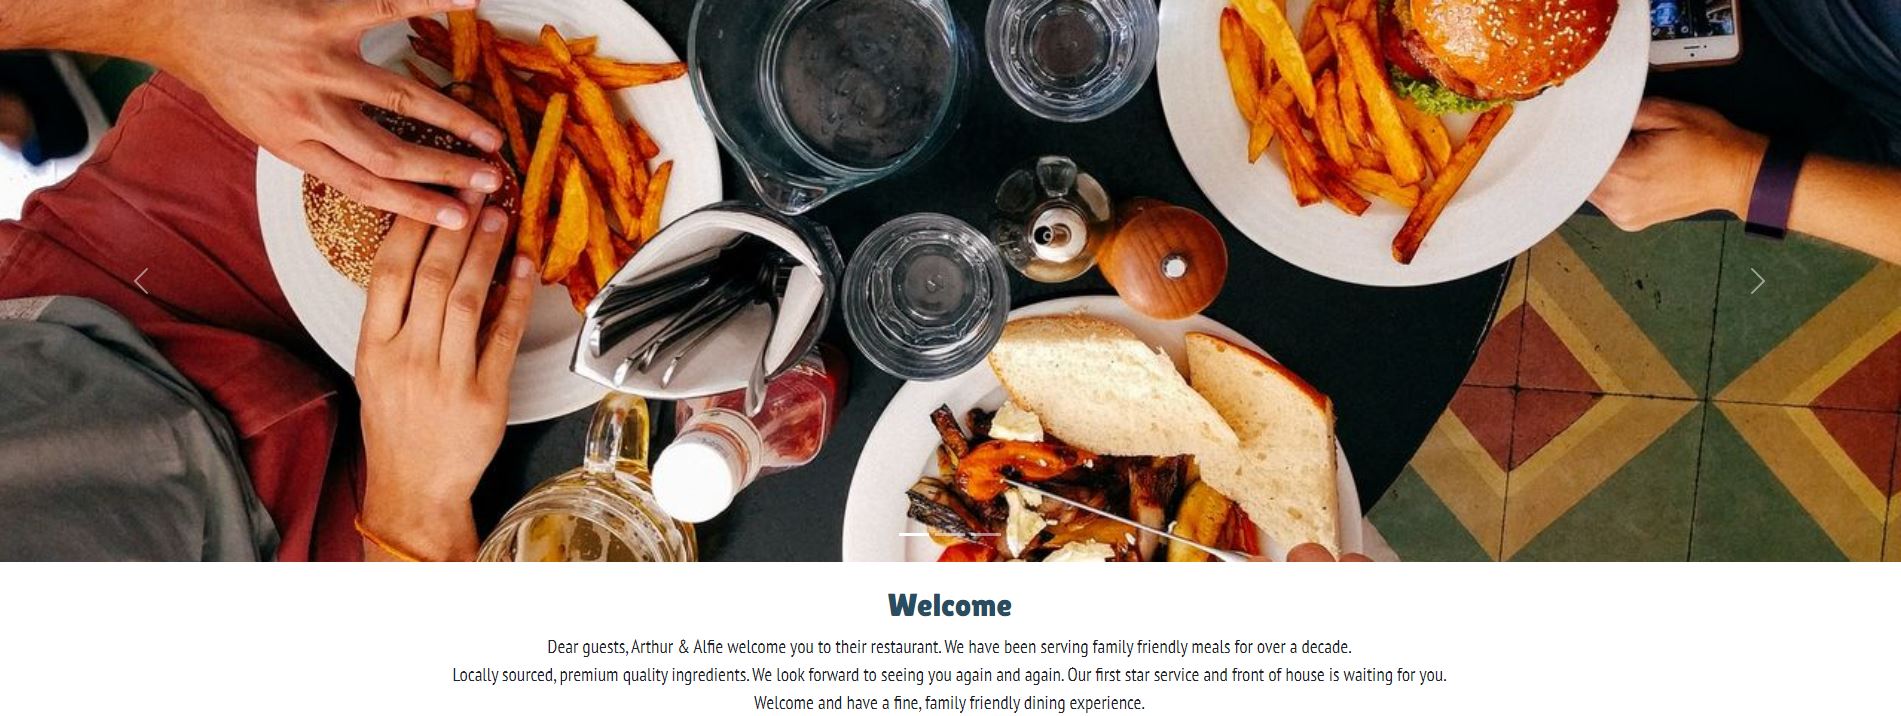 Welcome
Dear guests, Arthur & Alfie welcome you to their restaurant. We have been serving family friendly meals for over a decade.
Locally sourced, premium quality ingredients. We look forward to seeing you again and again. Our first star service and front of house is waiting for you.
Welcome and have a fine, family friendly dining experience.